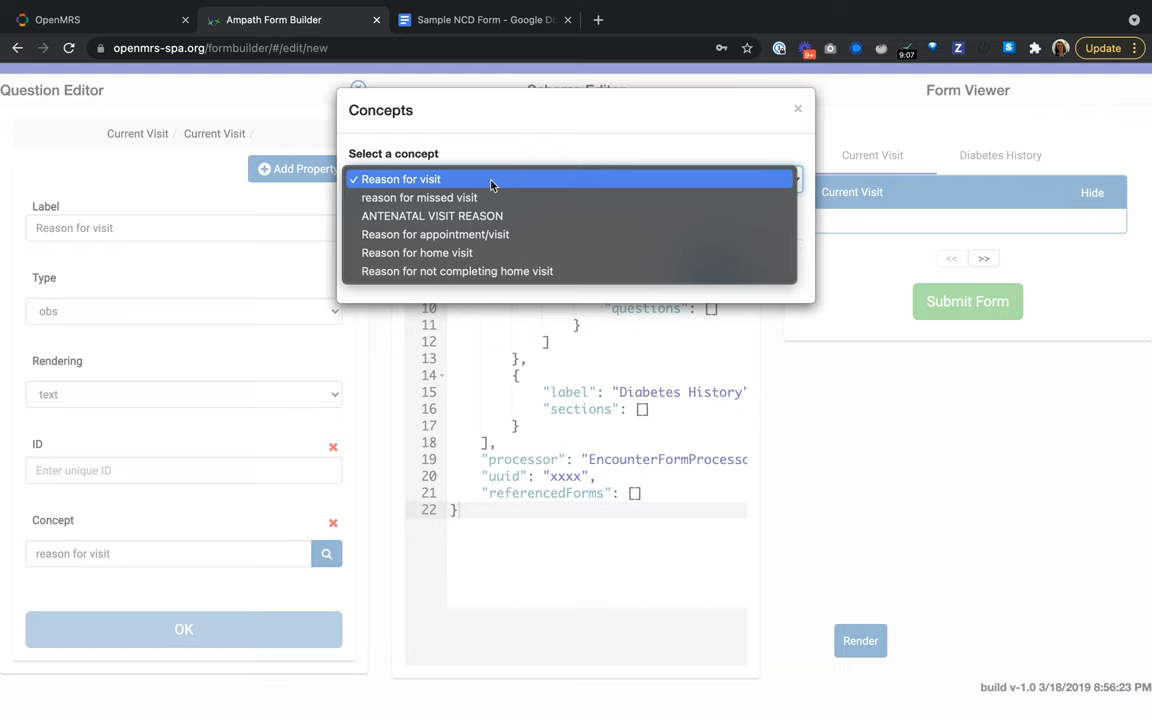 OpenMRS
Ampath Form Builder
Sample NCD Form - Google Do
openmrs-spa.org/formbuilder/#/edit/new
9+
9:07
Z
S
Update
Question Editor
Form Viewer
Concepts
Select a concept
Reason for visit
reason for missed visit
ANTENATAL VISIT REASON
Reason for appointment/visit
Reason for home visit
Reason for not completing home visit
Current Visit / Current Visit /
Add Property
Label
Reason for visit
Type
obs
Rendering
text
ID
Enter unique ID
Concept
reason for visit
OK
10 "questions": []
11 }
12 ]
13 },
14 {
15 "label": "Diabetes History"
16 "sections": []
17 }
18 ],
19 "processor": "EncounterFormProcesso
20 "uuid": "xxxx",
21 "referencedForms": []
22 }
Current Visit
Diabetes History
Current Visit
Hide
<<
>>
Submit Form
Render
build v-1.0 3/18/2019 8:56:23 PM